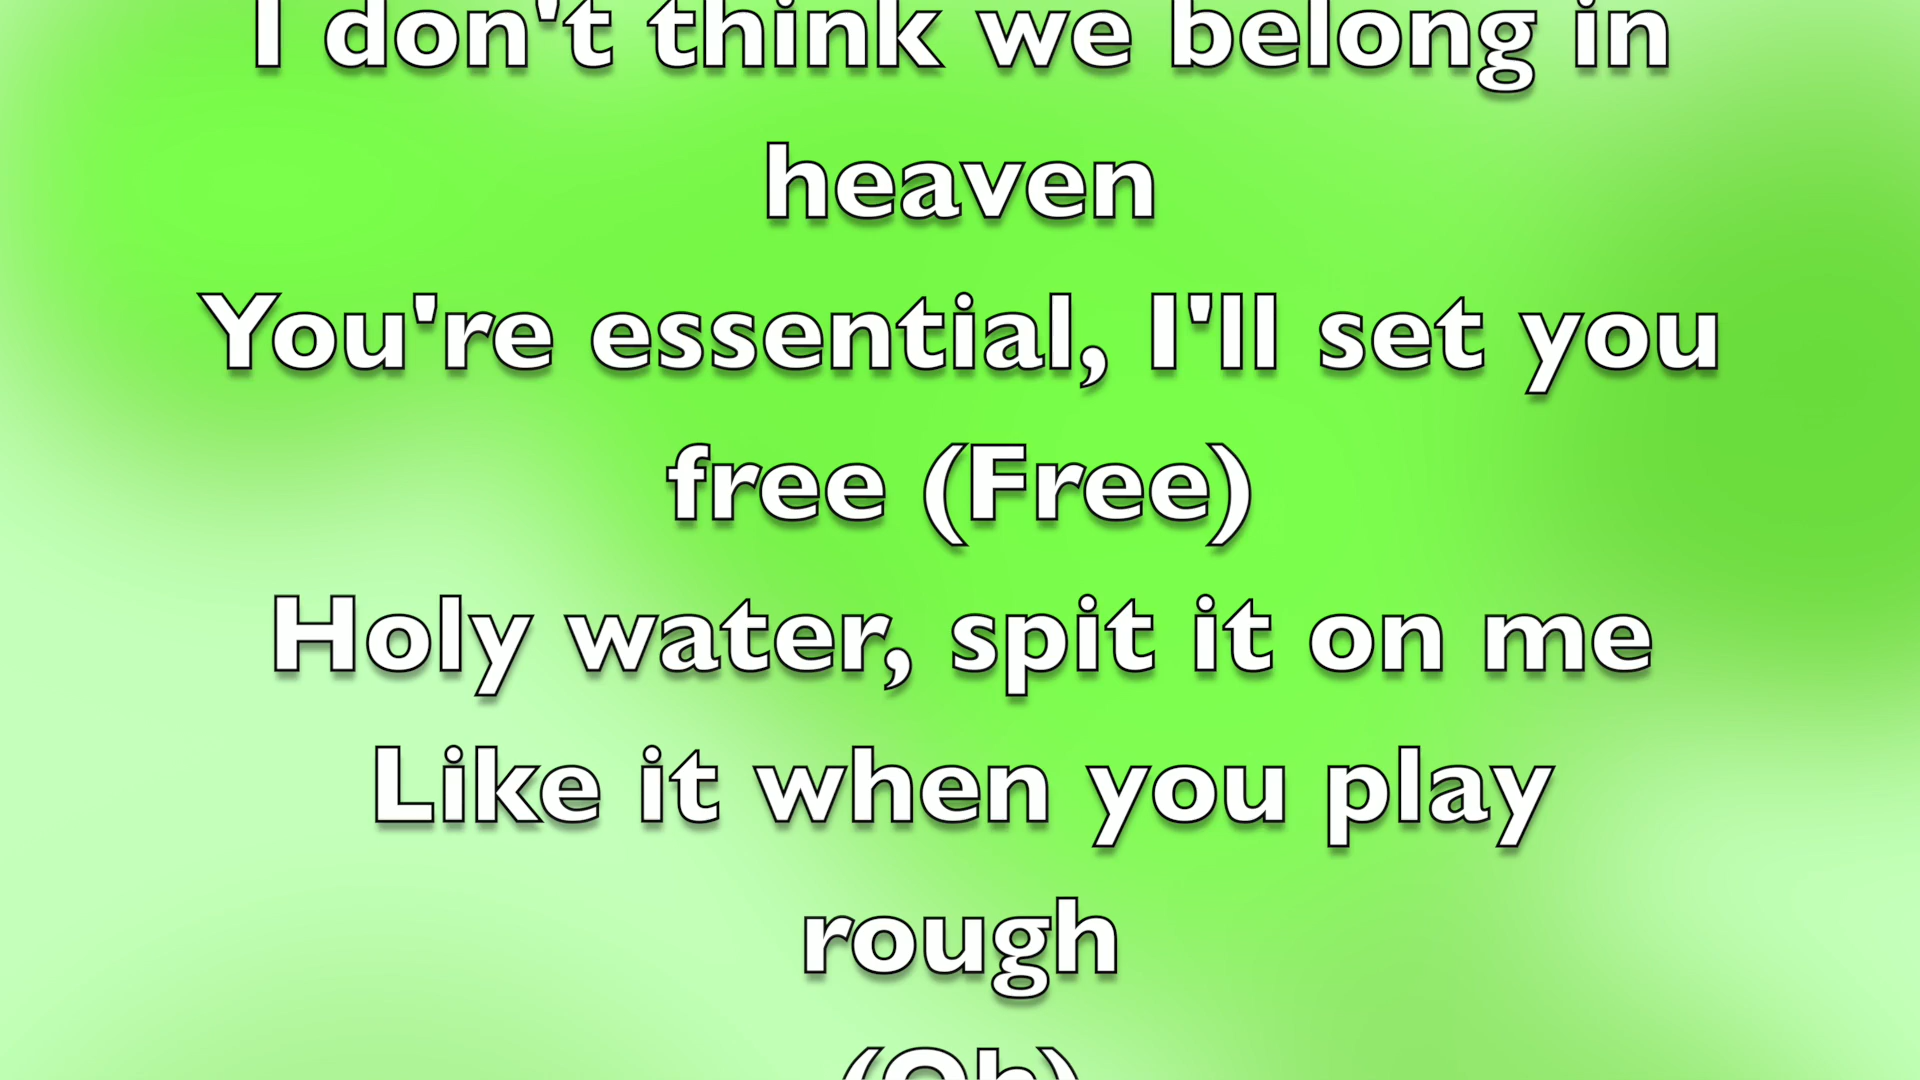 I don't think we belong in
heaven
You're essential, I'll set you
free (Free)
Holy water, spit it on me
Like it when you play
rough
(Oh)